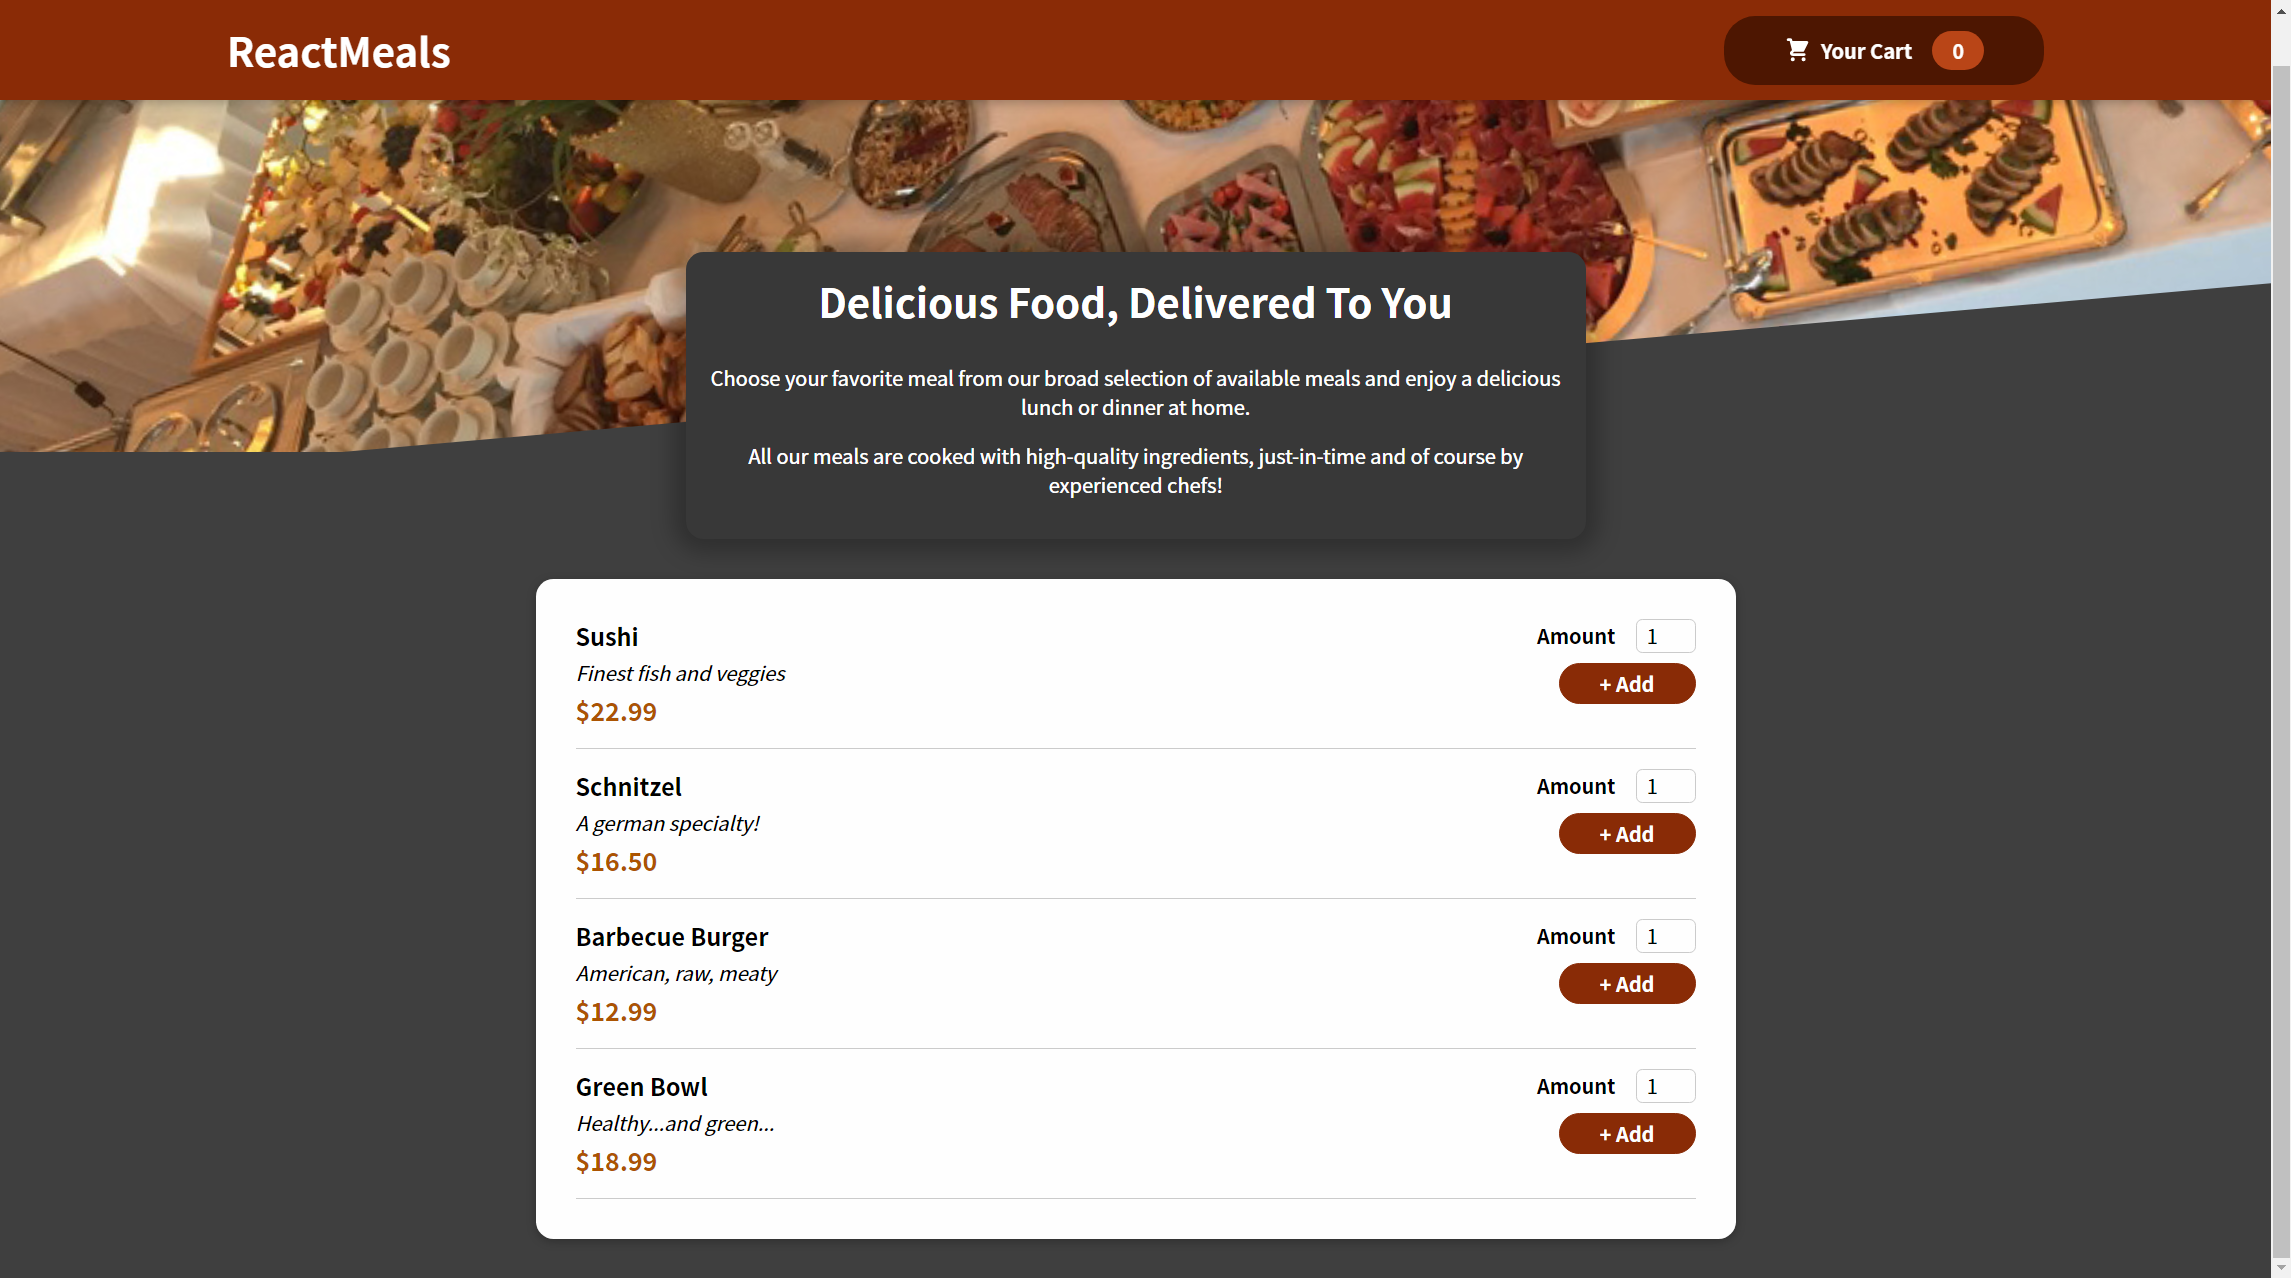 ReactMeals
Your Cart 0
Delicious Food, Delivered To You
Choose your favorite meal from our broad selection of available meals and enjoy a delicious
lunch or dinner at home.
All our meals are cooked with high-quality ingredients, just-in-time and of course by
experienced chefs!
Sushi
Finest fish and veggies
$22.99
Amount 1
+ Add
Schnitzel
A german specialty!
$16.50
Amount 1
+ Add
Barbecue Burger
American, raw, meaty
$12.99
Amount 1
+ Add
Green Bowl
Healthy...and green...
$18.99
Amount 1
+ Add